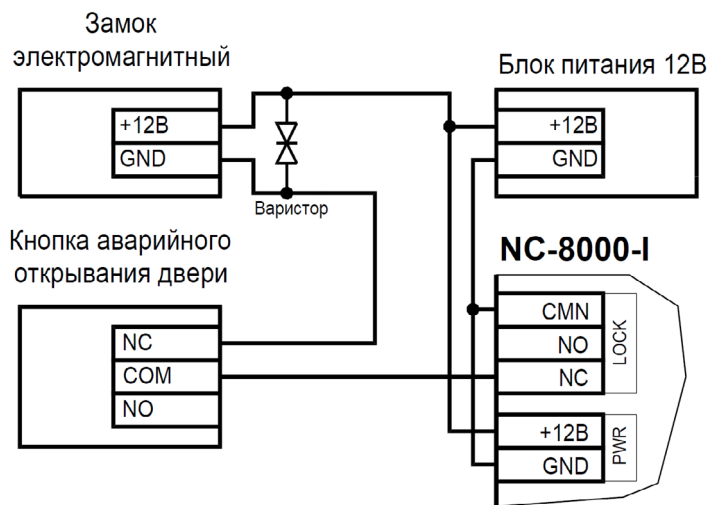 Замок
электромагнитный
+12В
GND
Варистор
Блок питания 12В
+12В
GND
Кнопка аварийного
открывания двери
NC
COM
NO
NC-8000-I
CMN
NO
NC
LOCK
+12В
GND
PWR